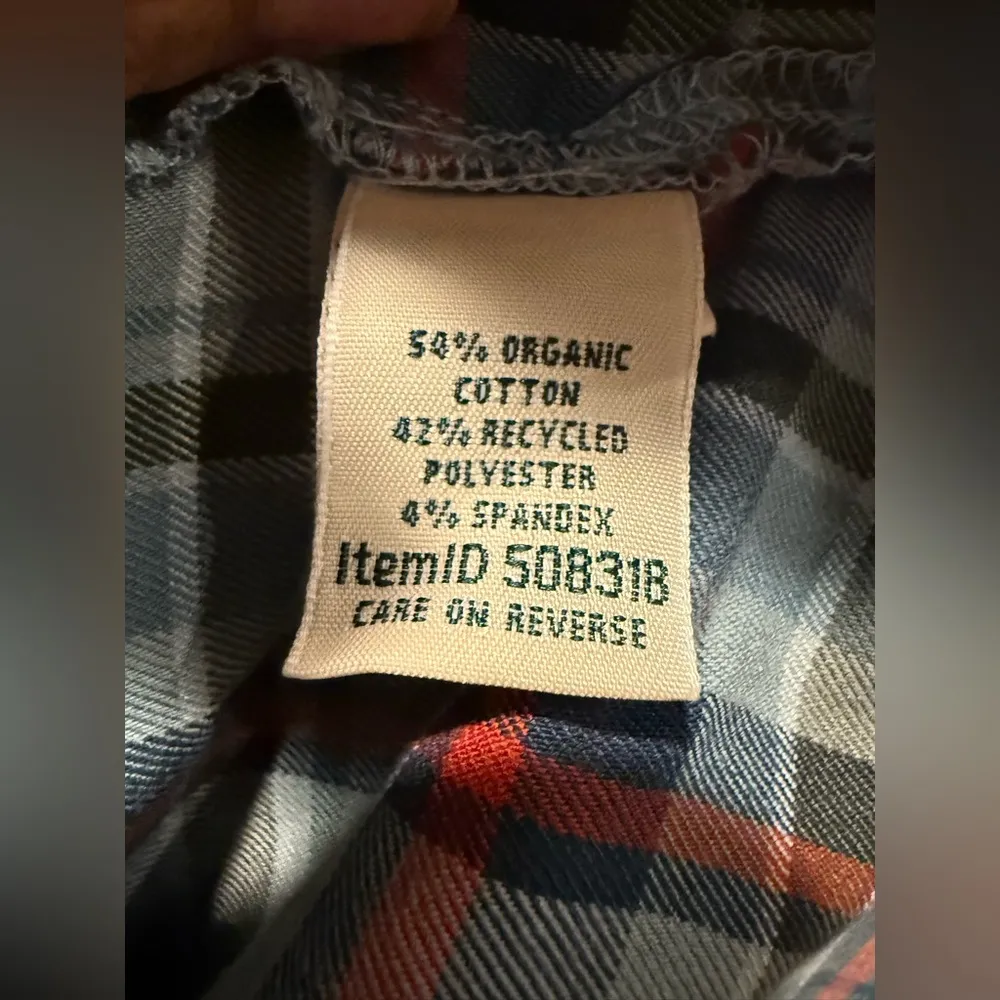 54% ORGANIC
COTTON
42% RECYCLED
POLYESTER
4% SPANDEX
ItemID 508318
CARE ON REVERSE